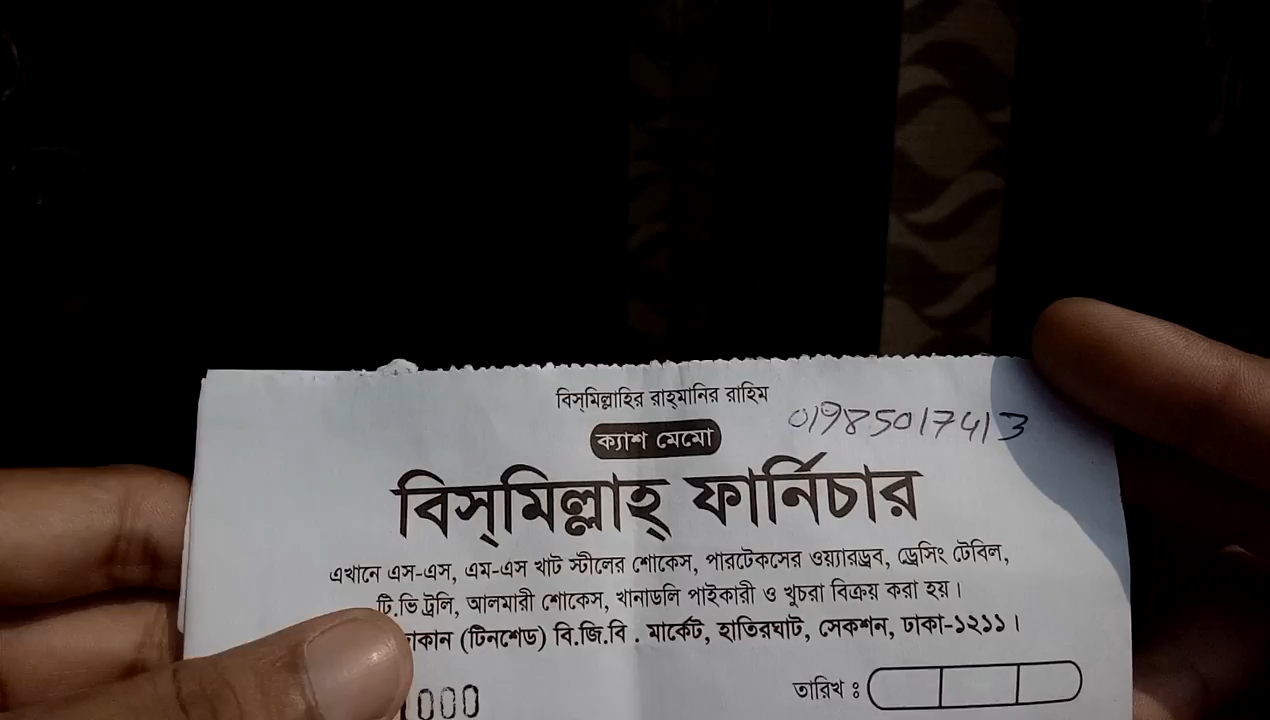 বিস্‌মিল্লাহির রাহ্‌মানির রাহিম
01985017413
ক্যাশ মেমো
বিস্‌মিল্লাহ্ ফার্নিচার
এখানে এস-এস, এম-এস খাট স্টীলের শোকেস, পারটেকসের ওয়্যারড্রব, ড্রেসিং টেবিল,
টি.ভি ট্রলি, আলমারী শোকেস, খানাডলি পাইকারী ও খুচরা বিক্রয় করা হয়।
(টিনশেড) বি.জি.বি . মার্কেট, হাতিরঘাট, সেকশন, ঢাকা-১২১১।
000
তারিখ ঃ